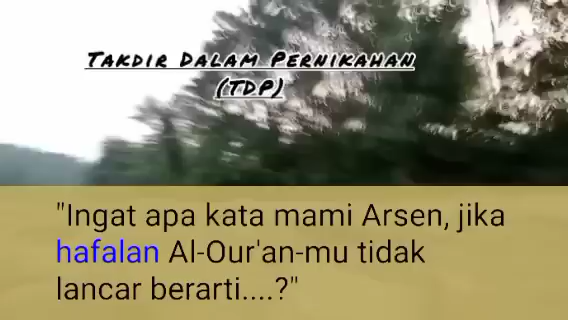 Takdir Dalam Pernikahan
(TDP)
"Ingat apa kata mami Arsen, jika
hafalan Al-Our'an-mu tidak
lancar berarti....?"